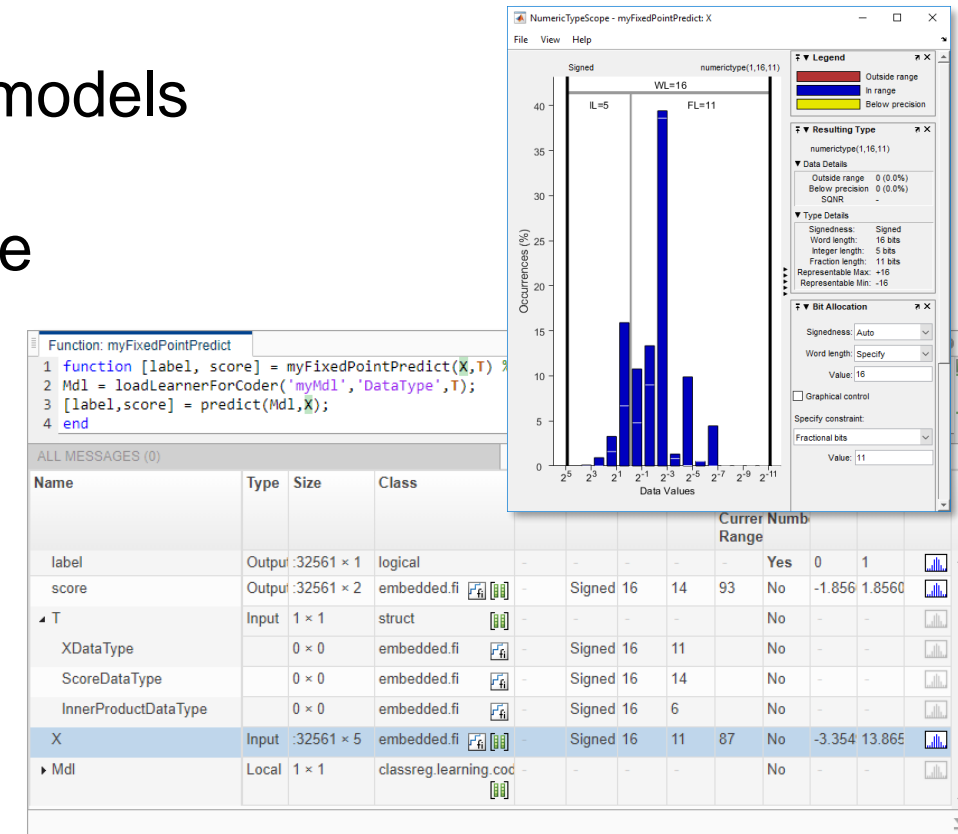 models
e
NumericTypeScope - myFixedPointPredict: X
File View Help
Signed numerictype(1,16,11)
WL=16
IL=5 FL=11
Occurrences (%)
40
35
30
25
20
15
10
5
0
2^5 2^3 2^1 2^-1 2^-3 2^-5 2^-7 2^-9 2^-11
Data Values
Legend
Outside range
In range
Below precision
Resulting Type
numerictype(1,16,11)
Data Details
Outside range 0 (0.0%)
Below precision 0 (0.0%)
SQNR -
Type Details
Signedness: Signed
Word length: 16 bits
Integer length: 5 bits
Fraction length: 11 bits
Representable Max: +16
Representable Min: -16
Bit Allocation
Signedness: Auto
Word length: Specify
Value: 16
Graphical control
Specify constraint:
Fractional bits
Value: 11
Function: myFixedPointPredict
1 function [label, score] = myFixedPointPredict(X,T) %
2 Mdl = loadLearnerForCoder('myMdl','DataType',T);
3 [label,score] = predict(Mdl,X);
4 end
ALL MESSAGES (0)
Name Type Size Class
Range
label Output :32561 × 1 logical - - - - - Yes 0 1
score Output :32561 × 2 embedded.fi - Signed 16 14 93 No -1.856 1.8560
T Input 1 × 1 struct - - - - No - -
XDataType 0 × 0 embedded.fi - Signed 16 11 No - -
ScoreDataType 0 × 0 embedded.fi - Signed 16 14 No - -
InnerProductDataType 0 × 0 embedded.fi - Signed 16 6 No - -
X Input :32561 × 5 embedded.fi - Signed 16 11 87 No -3.354 13.865
Mdl Local 1 × 1 classreg.learning.cod - - - - No - -